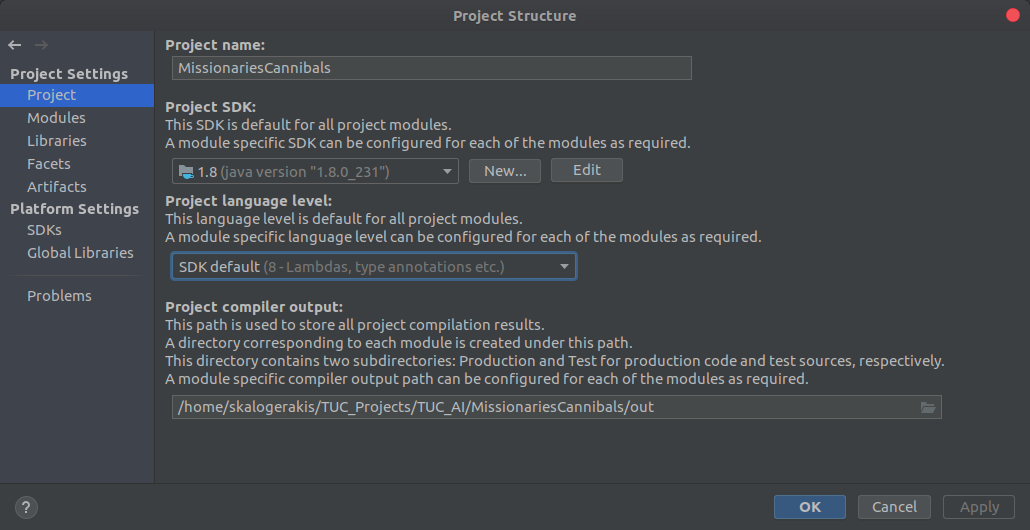 Project Structure
Project Settings
Project
Modules
Libraries
Facets
Artifacts
Platform Settings
SDKs
Global Libraries
Problems
Project name:
MissionariesCannibals
Project SDK:
This SDK is default for all project modules.
A module specific SDK can be configured for each of the modules as required.
1.8 (java version "1.8.0_231")
New...
Edit
Project language level:
This language level is default for all project modules.
A module specific language level can be configured for each of the modules as required.
SDK default (8 - Lambdas, type annotations etc.)
Project compiler output:
This path is used to store all project compilation results.
A directory corresponding to each module is created under this path.
This directory contains two subdirectories: Production and Test for production code and test sources, respectively.
A module specific compiler output path can be configured for each of the modules as required.
/home/skalogerakis/TUC_Projects/TUC_AI/MissionariesCannibals/out
?
OK
Cancel
Apply